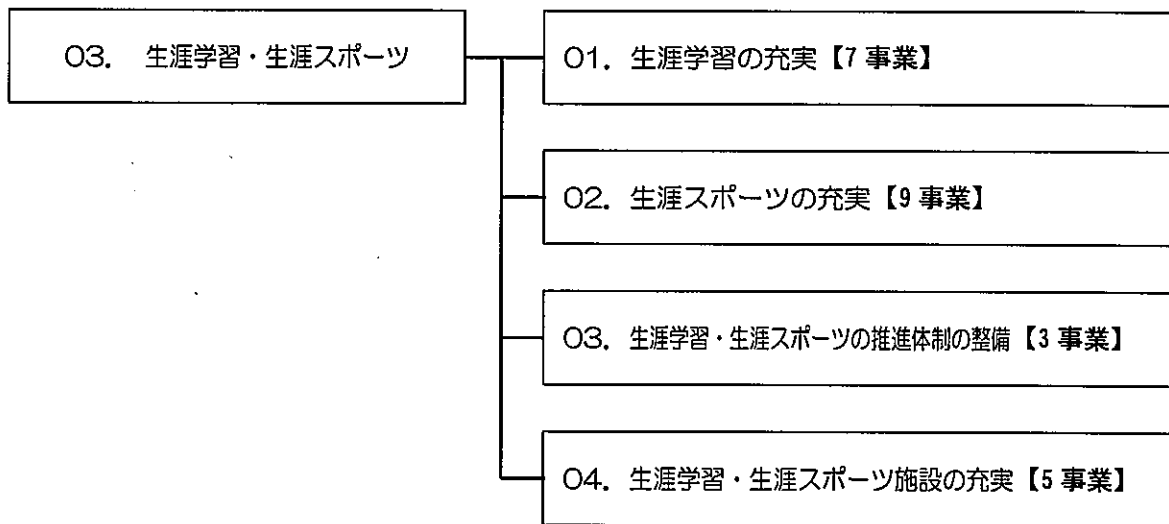 03. 生涯学習・生涯スポーツ
01. 生涯学習の充実【7 事業】
02. 生涯スポーツの充実【9 事業】
03. 生涯学習・生涯スポーツの推進体制の整備【3 事業】
04. 生涯学習・生涯スポーツ施設の充実【5 事業】